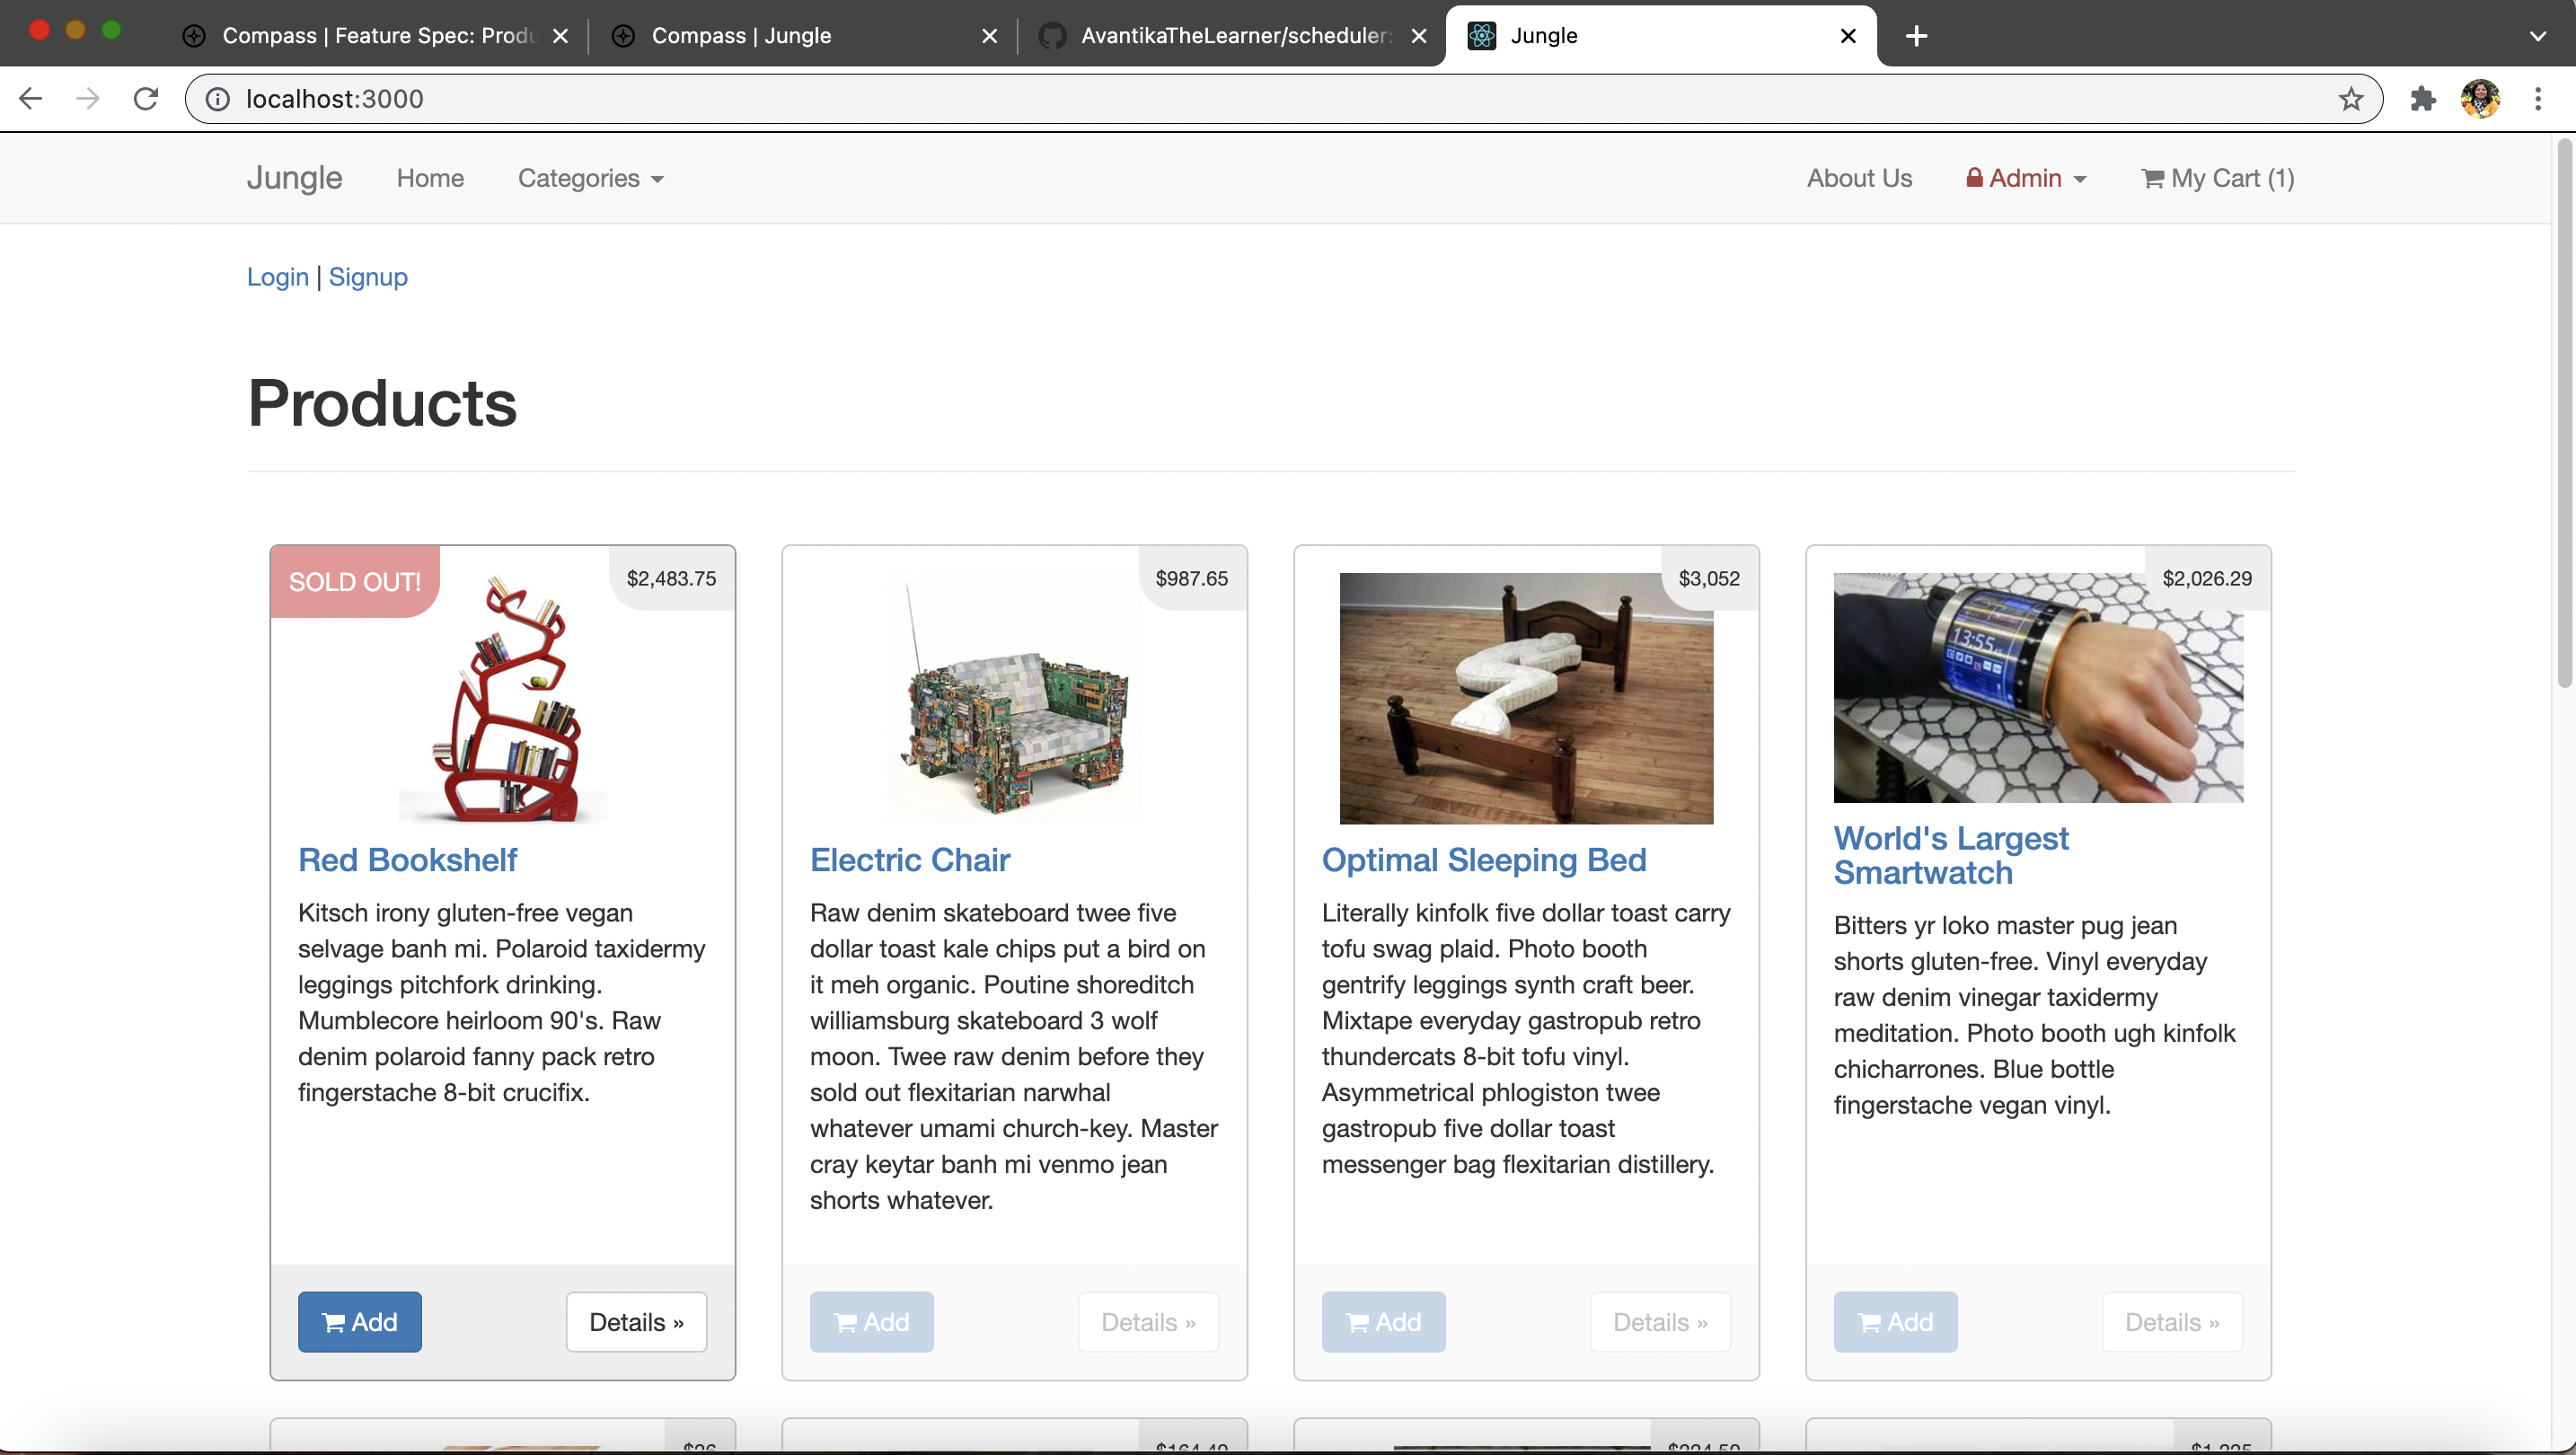 Compass | Feature Spec: Produ
Compass | Jungle
AvantikaTheLearner/scheduler:
Jungle
localhost:3000
Jungle
Home
Categories
About Us
Admin
My Cart (1)
Login | Signup
Products
SOLD OUT!
$2,483.75
Red Bookshelf
Kitsch irony gluten-free vegan
selvage banh mi. Polaroid taxidermy
leggings pitchfork drinking.
Mumblecore heirloom 90's. Raw
denim polaroid fanny pack retro
fingerstache 8-bit crucifix.
Add
Details »
$987.65
Electric Chair
Raw denim skateboard twee five
dollar toast kale chips put a bird on
it meh organic. Poutine shoreditch
williamsburg skateboard 3 wolf
moon. Twee raw denim before they
sold out flexitarian narwhal
whatever umami church-key. Master
cray keytar banh mi venmo jean
shorts whatever.
Add
Details »
$3,052
Optimal Sleeping Bed
Literally kinfolk five dollar toast carry
tofu swag plaid. Photo booth
gentrify leggings synth craft beer.
Mixtape everyday gastropub retro
thundercats 8-bit tofu vinyl.
Asymmetrical phlogiston twee
gastropub five dollar toast
messenger bag flexitarian distillery.
Add
Details »
$2,026.29
13:55
World's Largest
Smartwatch
Bitters yr loko master pug jean
shorts gluten-free. Vinyl everyday
raw denim vinegar taxidermy
meditation. Photo booth ugh kinfolk
chicharrones. Blue bottle
fingerstache vegan vinyl.
Add
Details »
$26
$164.49
$224.59
$1,225